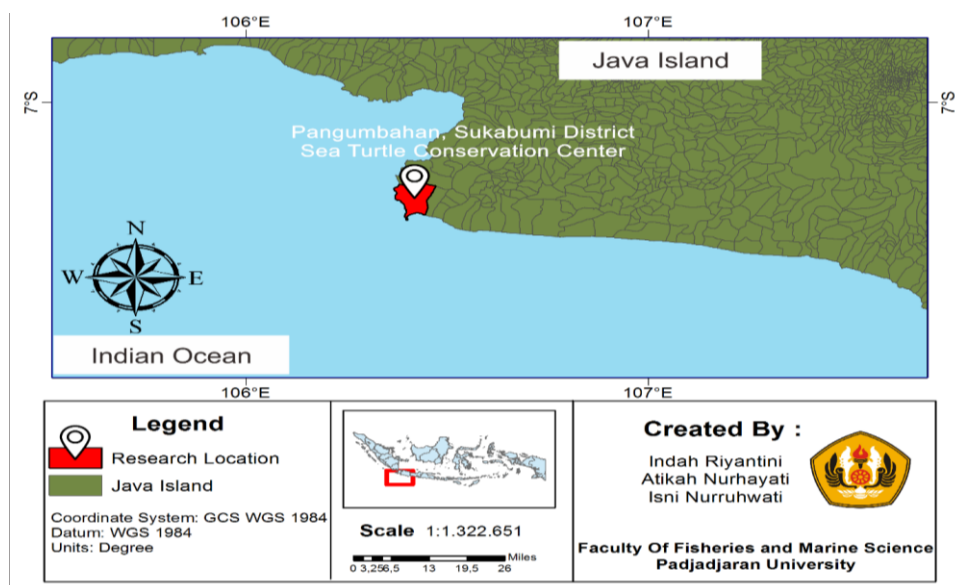 106°E
107°E
Java Island
7°S
7°S
Pangumbahan, Sukabumi District
Sea Turtle Conservation Center
N
W
E
S
Indian Ocean
106°E
107°E
Legend
Research Location
Java Island
Coordinate System: GCS WGS 1984
Datum: WGS 1984
Units: Degree
Scale 1:1.322.651
Miles
0 3,25 6,5 13 19,5 26
Created By :
Indah Riyantini
Atikah Nurhayati
Isni Nurruhwati
Faculty Of Fisheries and Marine Science
Padjadjaran University